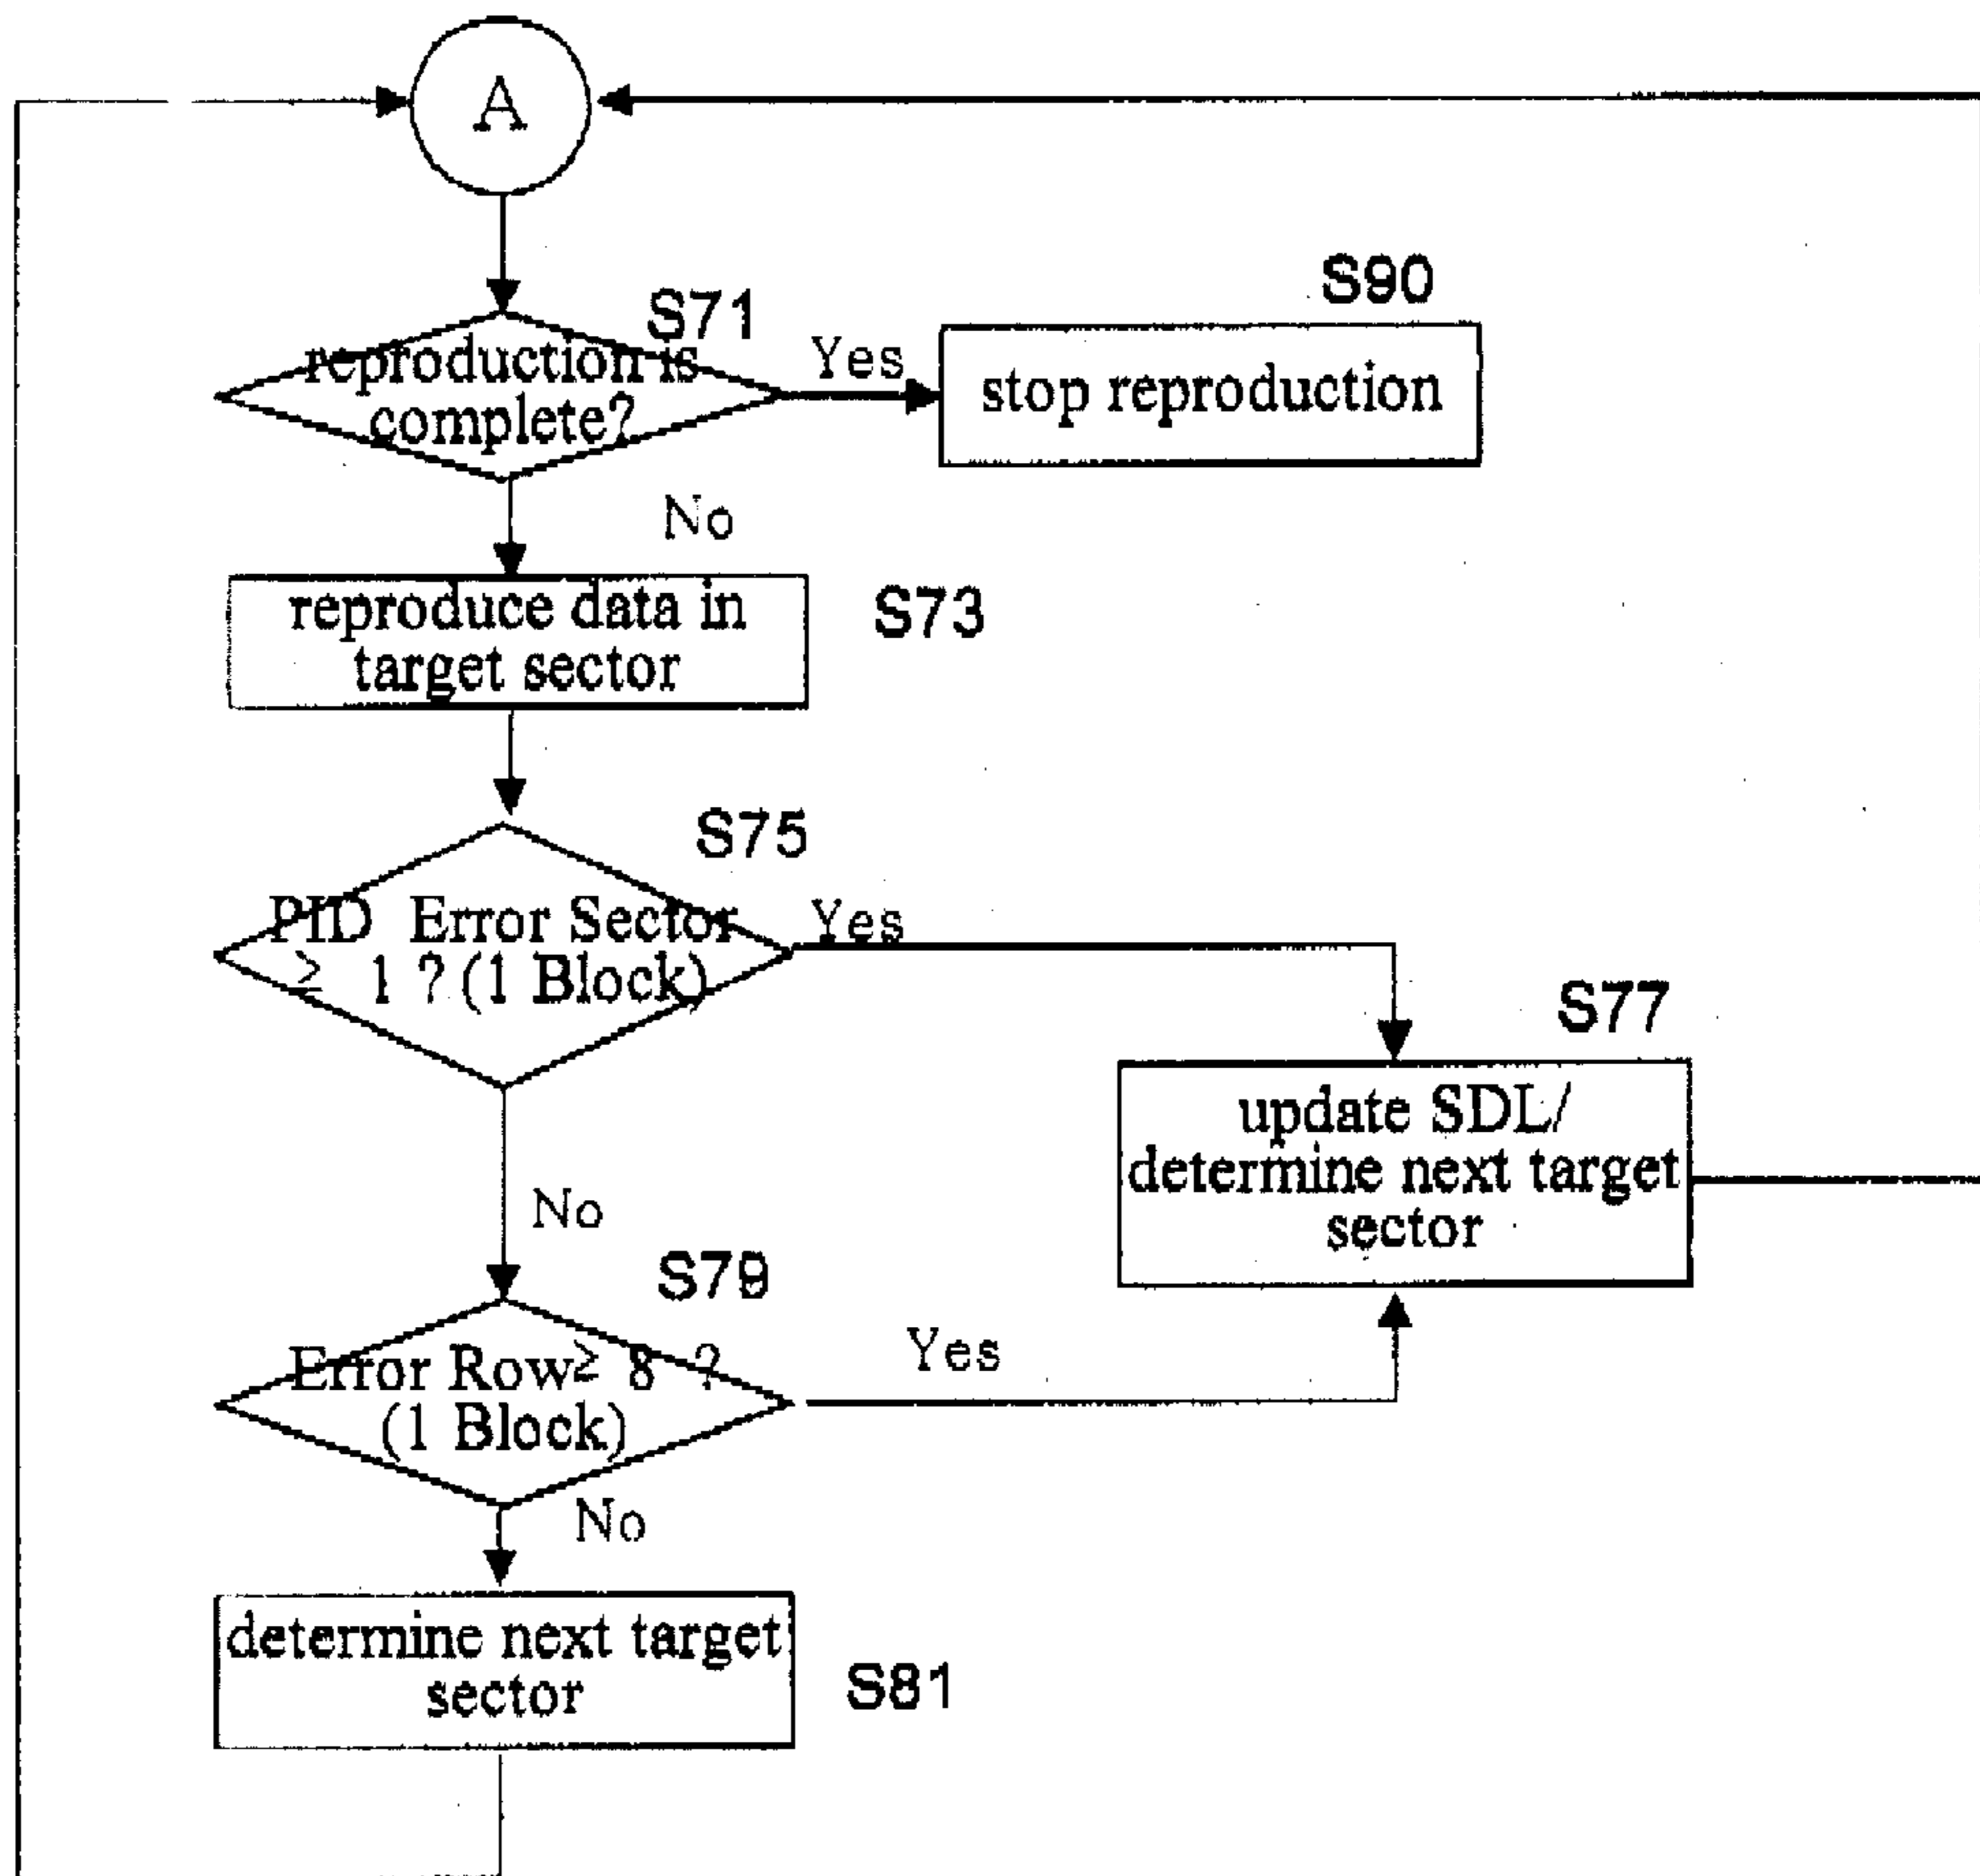 A
S71
reproduction is
complete?
Yes
S90
stop reproduction
No
reproduce data in
target sector
S73
S75
PID Error Sector
≥ 1 ? (1 Block)
Yes
S77
update SDL/
determine next target
sector
No
S79
Error Row ≥ 8 ?
(1 Block)
Yes
No
determine next target
sector
S81